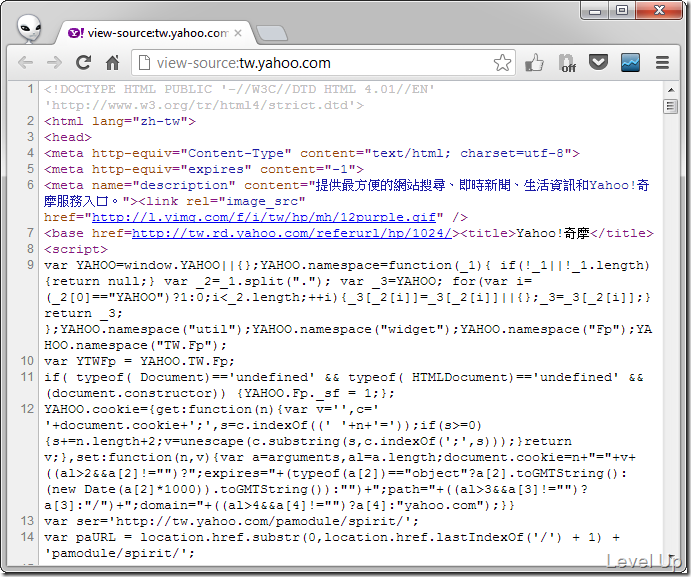 view-source:tw.yahoo.com
view-source:tw.yahoo.com
off
1 <!DOCTYPE HTML PUBLIC '-//W3C//DTD HTML 4.01//EN'
'http://www.w3.org/tr/html4/strict.dtd'>
2 <html lang="zh-tw">
3 <head>
4 <meta http-equiv="Content-Type" content="text/html; charset=utf-8">
5 <meta http-equiv="expires" content="-1">
6 <meta name="description" content="提供最方便的網站搜尋、即時新聞、生活資訊和Yahoo!奇
摩服務入口。"><link rel="image_src"
href="http://l.yimg.com/f/i/tw/hp/mh/12purple.gif" />
7 <base href=http://tw.rd.yahoo.com/referurl/hp/1024/><title>Yahoo!奇摩</title>
8 <script>
9 var YAHOO=window.YAHOO||{};YAHOO.namespace=function(_1){ if(!_1||!_1.length)
{return null;} var _2=_1.split("."); var _3=YAHOO; for(var i=
(_2[0]=="YAHOO")?1:0;i<_2.length;++i){_3[_2[i]]=_3[_2[i]]||{};_3=_3[_2[i]];}
return _3;
};YAHOO.namespace("util");YAHOO.namespace("widget");YAHOO.namespace("Fp");YA
HOO.namespace("TW.Fp");
10 var YTWFp = YAHOO.TW.Fp;
11 if( typeof( Document)=='undefined' && typeof( HTMLDocument)=='undefined' &&
(document.constructor)) {YAHOO.Fp._sf = 1;};
12 YAHOO.cookie={get:function(n){var v='',c='
'+document.cookie+';',s=c.indexOf((' '+n+'='));if(s>=0)
{s+=n.length+2;v=unescape(c.substring(s,c.indexOf(';',s)));}return
v;},set:function(n,v){var a=arguments,al=a.length;document.cookie=n+"="+v+
((al>2&&a[2]!="")?";expires="+(typeof(a[2])=="object"?a[2].toGMTString():
(new Date(a[2]*1000)).toGMTString()):"")+";path="+((al>3&&a[3]!="")?
a[3]:"/")+";domain="+((al>4&&a[4]!="")?a[4]:"yahoo.com");}}
13 var ser='http://tw.yahoo.com/pamodule/spirit/';
14 var paURL = location.href.substr(0,location.href.lastIndexOf('/') + 1) +
'pamodule/spirit/';
Level Up